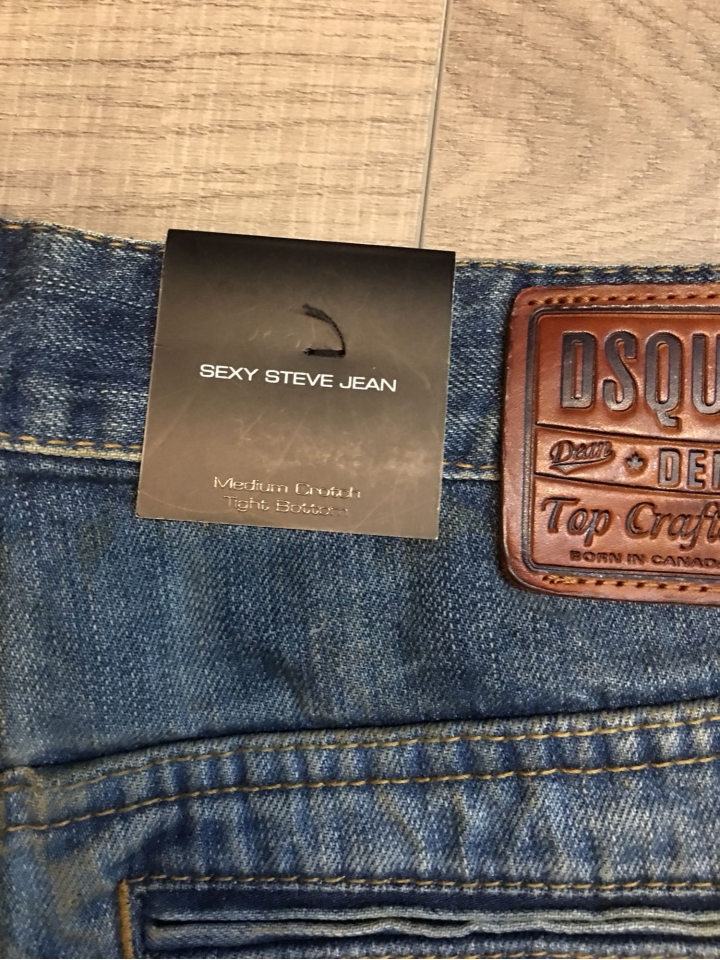 SEXY STEVE JEAN
Medium Crotch
Tight Bottom
DSQU
Dean DE
Top Craft
BORN IN CANAD